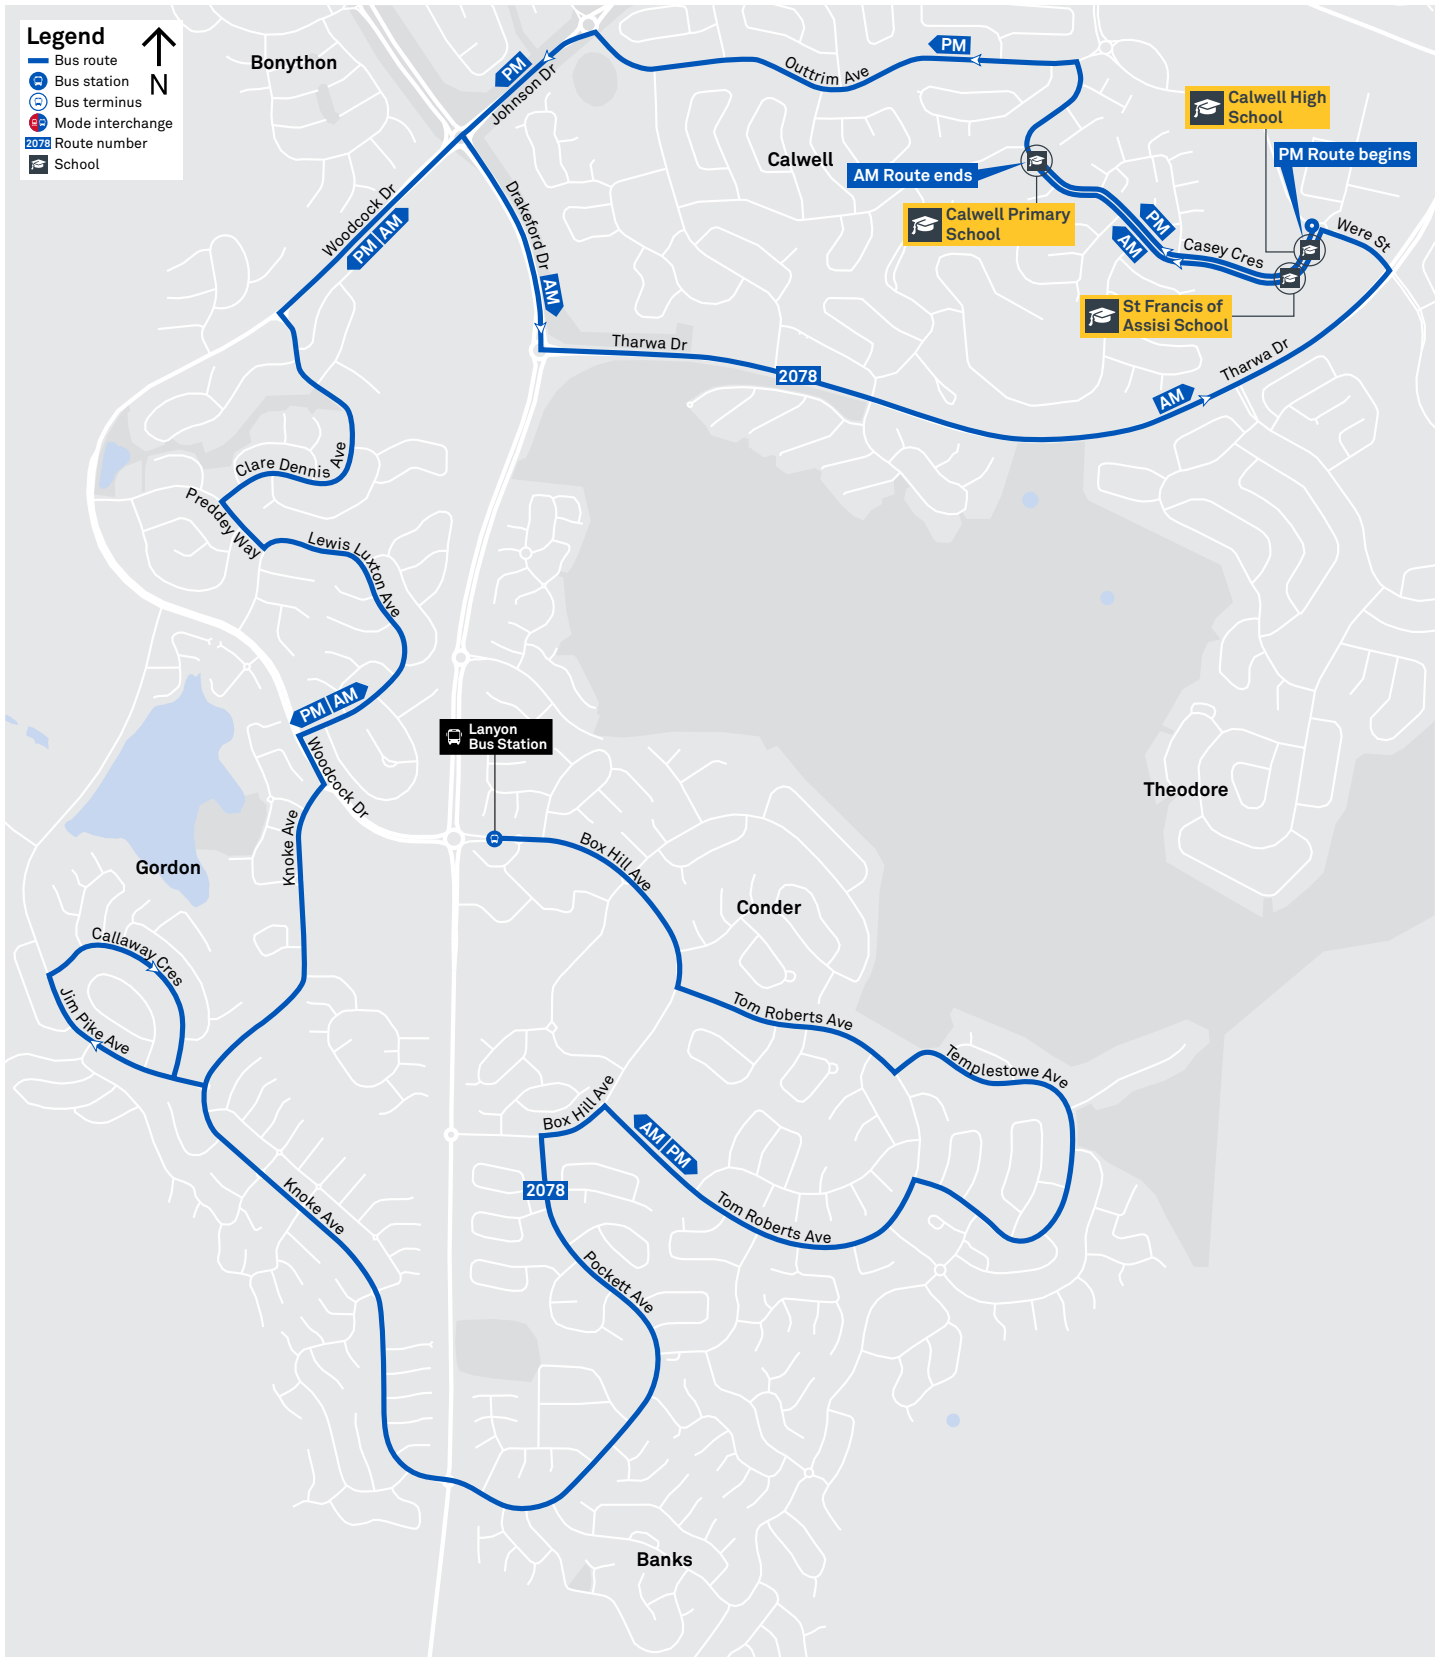 Legend
Bus route
Bus station
Bus terminus
Mode interchange
2078 Route number
School
N
Bonython
PM
Johnson Dr
PM
Outtrim Ave
Calwell High
School
PM Route begins
Calwell
AM Route ends
Calwell Primary
School
PM
AM
Casey Cres
Were St
St Francis of
Assisi School
Woodcock Dr
PM AM
Drakeford Dr
AM
Tharwa Dr
2078
AM
Tharwa Dr
Clare Dennis Ave
Preddey Way
Lewis Luxton Ave
PM AM
Woodcock Dr
Lanyon
Bus Station
Theodore
Knoke Ave
Gordon
Box Hill Ave
Conder
Callaway Cres
Jim Pike Ave
Tom Roberts Ave
Templestowe Ave
Box Hill Ave
AM PM
2078
Tom Roberts Ave
Knoke Ave
Pockett Ave
Banks